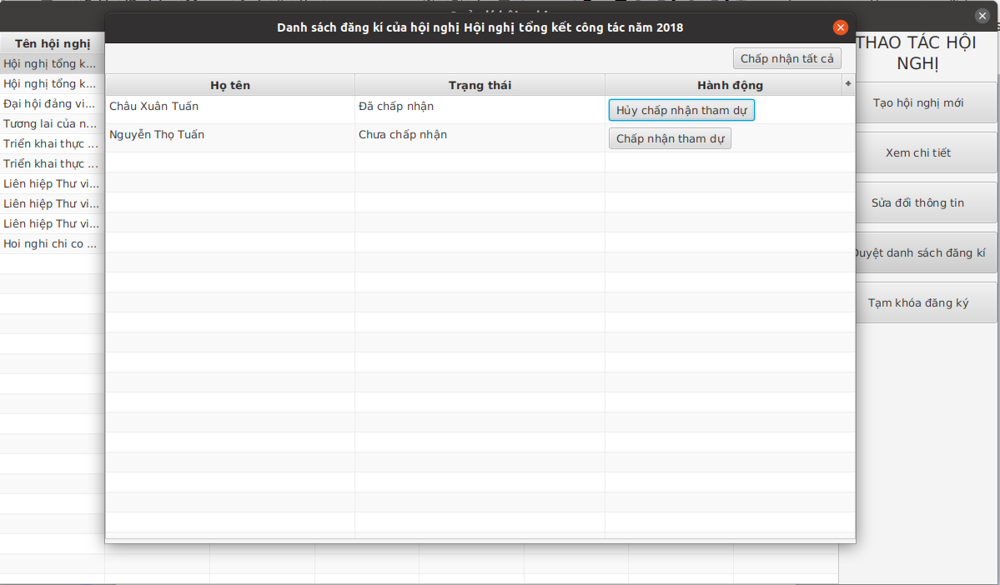 Danh sách đăng kí của hội nghị Hội nghị tổng kết công tác năm 2018
Chấp nhận tất cả
Họ tên Trạng thái Hành động +
Châu Xuân Tuấn Đã chấp nhận Hủy chấp nhận tham dự
Nguyễn Thọ Tuấn Chưa chấp nhận Chấp nhận tham dự
Tên hội nghị
Hội nghị tổng k...
Hội nghị tổng k...
Đại hội đảng vi...
Tương lai của n...
Triển khai thực ...
Triển khai thực ...
Liên hiệp Thư vi...
Liên hiệp Thư vi...
Liên hiệp Thư vi...
Hoi nghi chi co ...
THAO TÁC HỘI
NGHỊ
Tạo hội nghị mới
Xem chi tiết
Sửa đổi thông tin
Duyệt danh sách đăng kí
Tạm khóa đăng ký